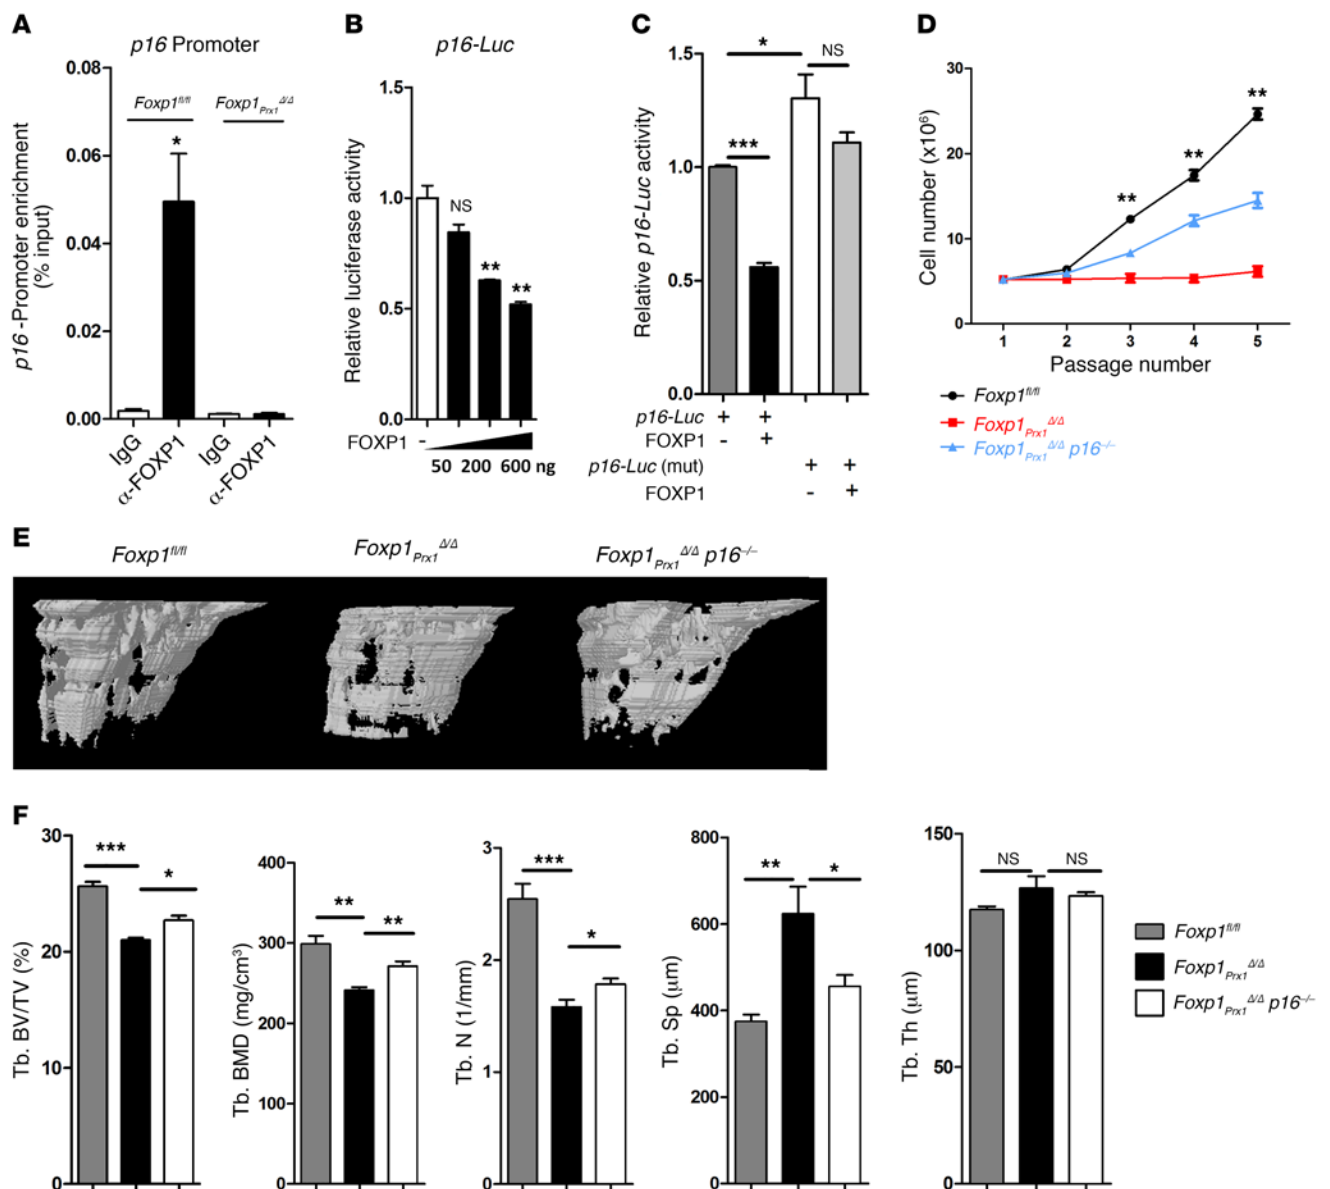 A
p16 Promoter
0.08
0.06
0.04
0.02
0.00
p16 -Promoter enrichment
(% input)
Foxp1fl/fl
Foxp1Prx1Δ/Δ
*
IgG
α-FOXP1
IgG
α-FOXP1
B
p16-Luc
1.5
1.0
0.5
0.0
Relative luciferase activity
NS
**
**
FOXP1
-
50 200 600 ng
C
1.5
1.0
0.5
0.0
Relative p16-Luc activity
*
NS
***
p16-Luc + +
FOXP1 - +
p16-Luc (mut) + +
FOXP1 - +
D
30
20
10
0
Cell number (x10⁶)
**
**
**
1 2 3 4 5
Passage number
Foxp1fl/fl
Foxp1Prx1Δ/Δ
Foxp1Prx1Δ/Δ p16–/–
E
Foxp1fl/fl
Foxp1Prx1Δ/Δ
Foxp1Prx1Δ/Δ p16–/–
F
30
20
10
0
Tb. BV/TV (%)
***
*
400
300
200
100
0
Tb. BMD (mg/cm³)
**
**
3
2
1
0
Tb. N (1/mm)
***
*
800
600
400
200
0
Tb. Sp (μm)
**
*
150
100
50
0
Tb. Th (μm)
NS
NS
Foxp1fl/fl
Foxp1Prx1Δ/Δ
Foxp1Prx1Δ/Δ p16–/–